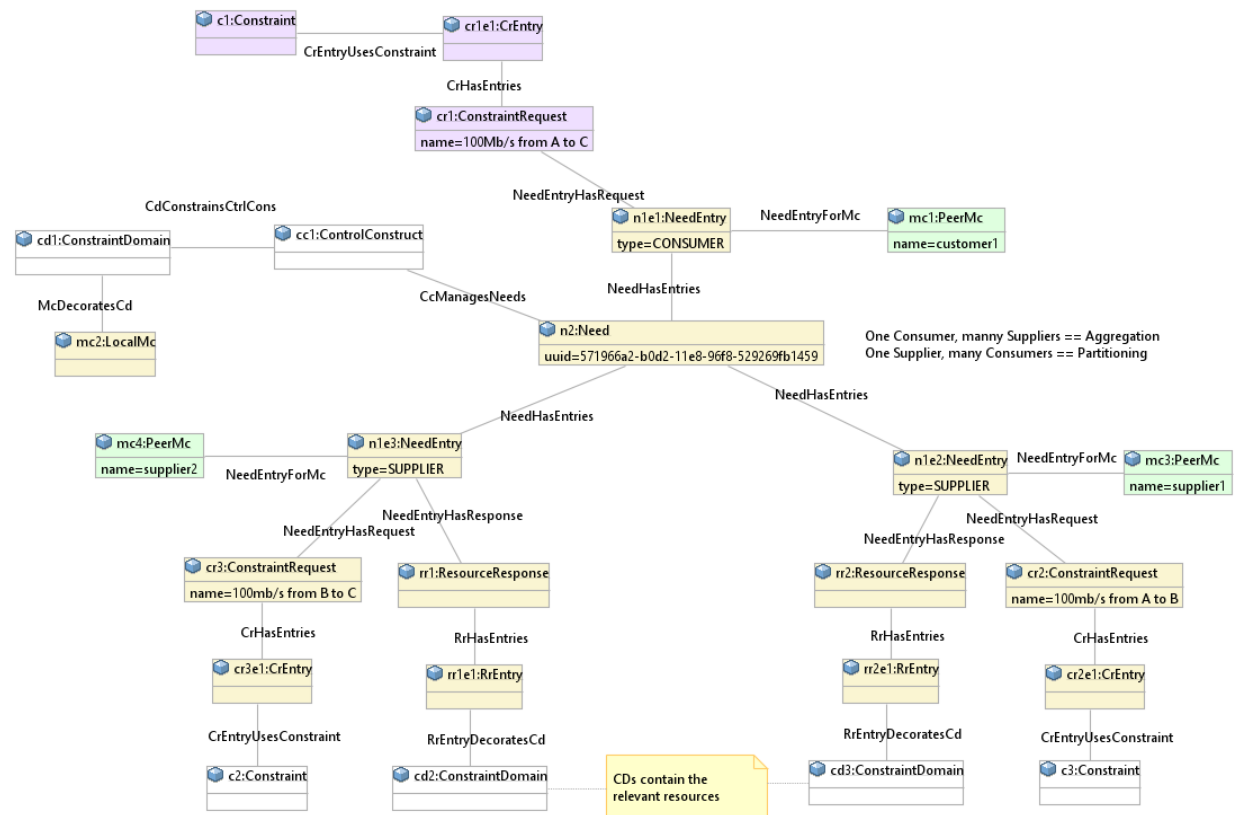 c1:Constraint
cr1e1:CrEntry
CrEntryUsesConstraint
CrHasEntries
cr1:ConstraintRequest
name=100Mb/s from A to C
NeedEntryHasRequest
CdConstrainsCtrlCons
n1e1:NeedEntry
type=CONSUMER
NeedEntryForMc
mc1:PeerMc
name=customer1
cd1:ConstraintDomain
cc1:ControlConstruct
McDecoratesCd
CcManagesNeeds
NeedHasEntries
mc2:LocalMc
n2:Need
uuid=571966a2-b0d2-11e8-96f8-529269fb1459
One Consumer, manny Suppliers == Aggregation
One Supplier, many Consumers == Partitioning
NeedHasEntries
NeedHasEntries
mc4:PeerMc
name=supplier2
NeedEntryForMc
n1e3:NeedEntry
type=SUPPLIER
n1e2:NeedEntry
type=SUPPLIER
NeedEntryForMc
mc3:PeerMc
name=supplier1
NeedEntryHasRequest
NeedEntryHasResponse
NeedEntryHasResponse
NeedEntryHasRequest
cr3:ConstraintRequest
name=100mb/s from B to C
rr1:ResourceResponse
rr2:ResourceResponse
cr2:ConstraintRequest
name=100mb/s from A to B
CrHasEntries
RrHasEntries
RrHasEntries
CrHasEntries
cr3e1:CrEntry
rr1e1:RrEntry
rr2e1:RrEntry
cr2e1:CrEntry
CrEntryUsesConstraint
RrEntryDecoratesCd
RrEntryDecoratesCd
CrEntryUsesConstraint
c2:Constraint
cd2:ConstraintDomain
CDs contain the
relevant resources
cd3:ConstraintDomain
c3:Constraint